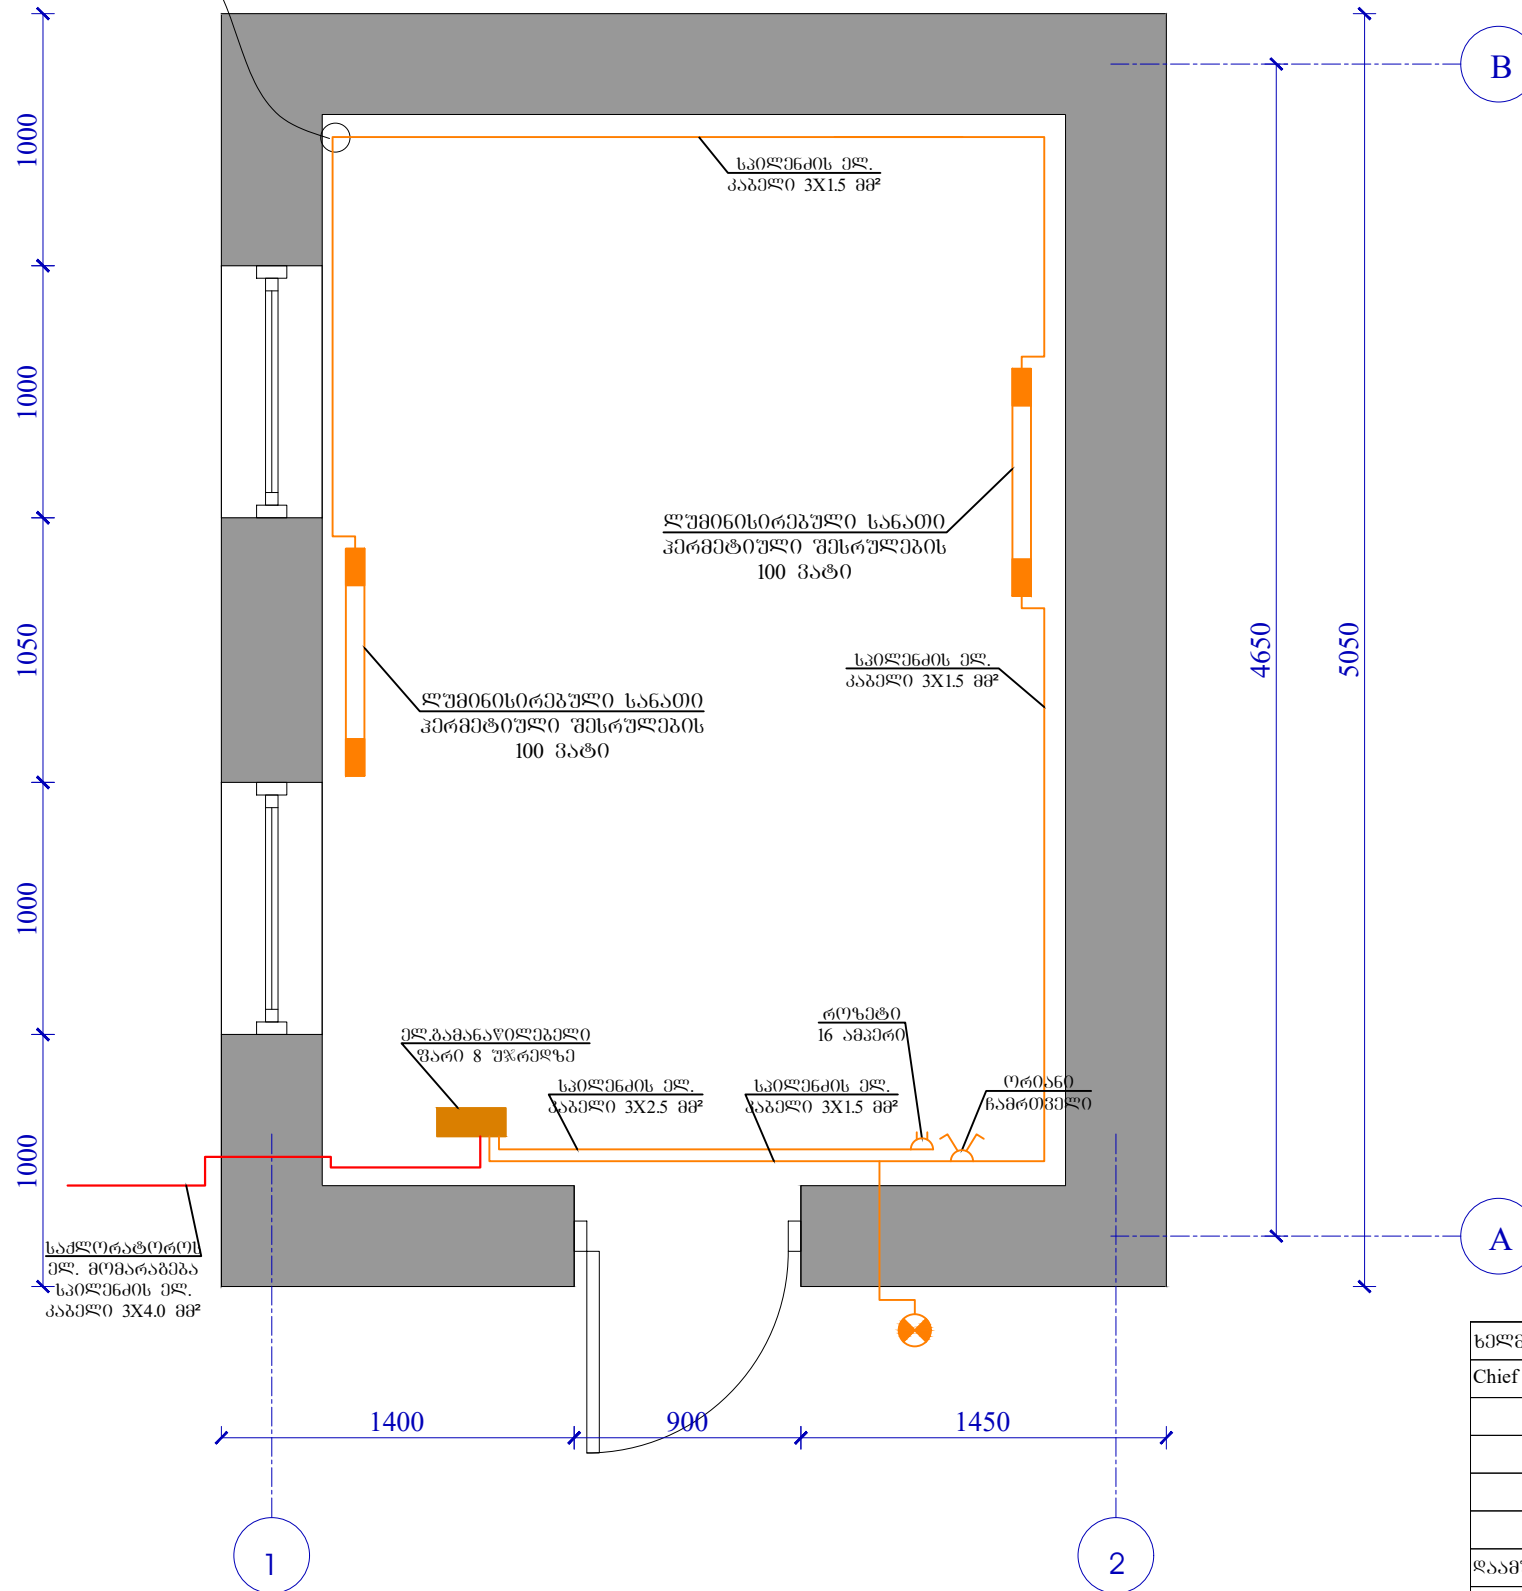 B
1000
სპილენძის ელ.
კაბელი 3X1.5 მმ²
1000
ლუმინისირებული სანათი
ჰერმეტიული შესრულების
100 ვატი
1050
4650
5050
სპილენძის ელ.
კაბელი 3X1.5 მმ²
ლუმინისირებული სანათი
ჰერმეტიული შესრულების
100 ვატი
1000
ელ.გამანაწილებელი
ფარი 8 უჯრედზე
როზეტი
16 ამპერი
სპილენძის ელ.
კაბელი 3X2.5 მმ²
სპილენძის ელ.
კაბელი 3X1.5 მმ²
ორიანი
ჩამრთველი
1000
საქლორატოროს
ელ. მომარაგება
სპილენძის ელ.
კაბელი 3X4.0 მმ²
A
Chief
1400
900
1450
1
2